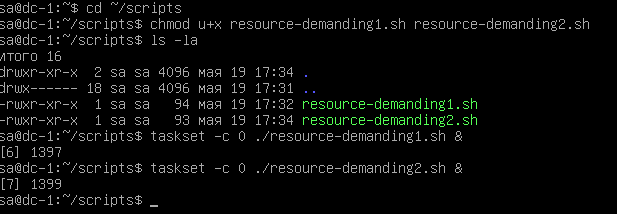 sa@dc-1:~$ cd ~/scripts
sa@dc-1:~/scripts$ chmod u+x resource-demanding1.sh resource-demanding2.sh
sa@dc-1:~/scripts$ ls -la
итого 16
drwxr-xr-x  2 sa sa 4096 мая 19 17:34 .
drwx------ 18 sa sa 4096 мая 19 17:31 ..
-rwxr-xr-x  1 sa sa   94 мая 19 17:32 resource-demanding1.sh
-rwxr-xr-x  1 sa sa   93 мая 19 17:34 resource-demanding2.sh
sa@dc-1:~/scripts$ taskset -c 0 ./resource-demanding1.sh &
[6] 1397
sa@dc-1:~/scripts$ taskset -c 0 ./resource-demanding2.sh &
[7] 1399
sa@dc-1:~/scripts$ _